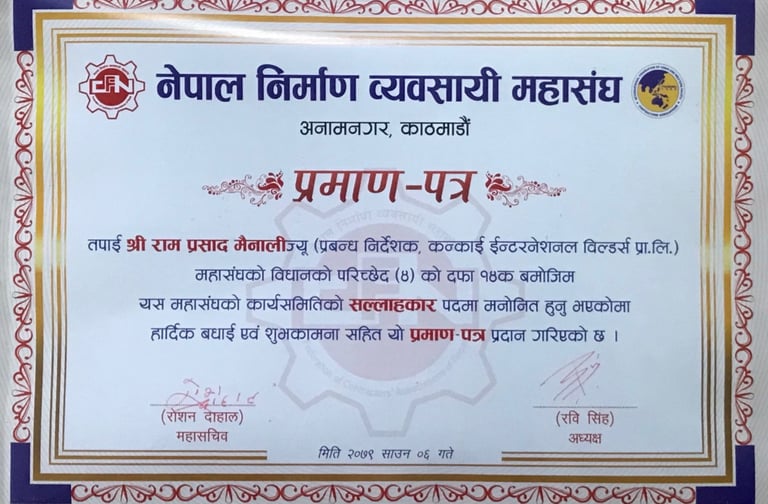 नेपाल निर्माण व्यवसायी महासंघ
अनामनगर, काठमाडौं
प्रमाण-पत्र
तपाई श्री राम प्रसाद मैनालीज्यू (प्रबन्ध निर्देशक, कन्काई ईन्टरनेशनल विल्डर्स प्रा.लि.)
महासंघको विधानको परिच्छेद (४) को दफा १४क बमोजिम
यस महासंघको कार्यसमितिको सल्लाहकार पदमा मनोनित हुनु भएकोमा
हार्दिक बधाई एवं शुभकामना सहित यो प्रमाण-पत्र प्रदान गरिएको छ ।
(रोशन दाहाल)
महासचिव
(रवि सिंह)
अध्यक्ष
मिति २०७९ साउन ०६ गते